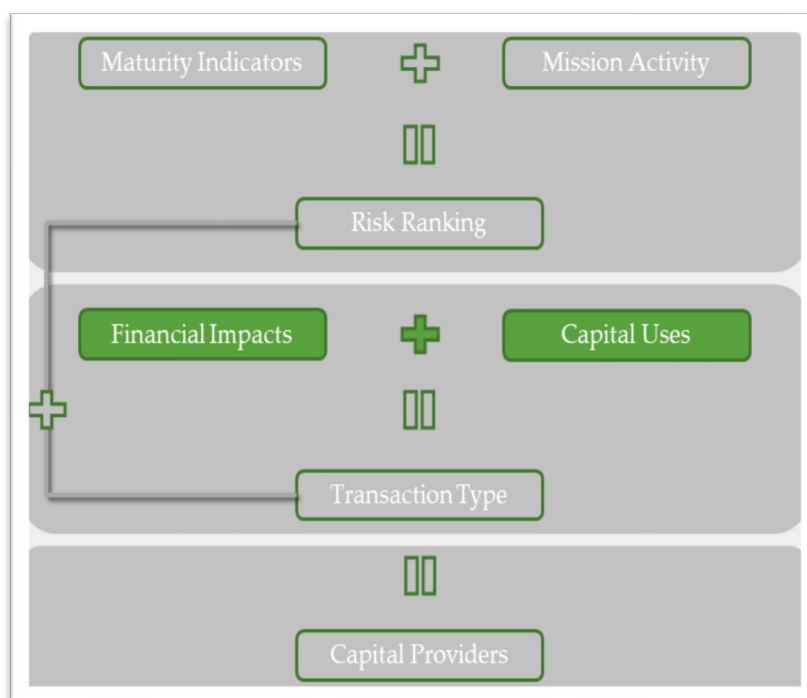 Maturity Indicators
Mission Activity
Risk Ranking
Financial Impacts
Capital Uses
Transaction Type
Capital Providers